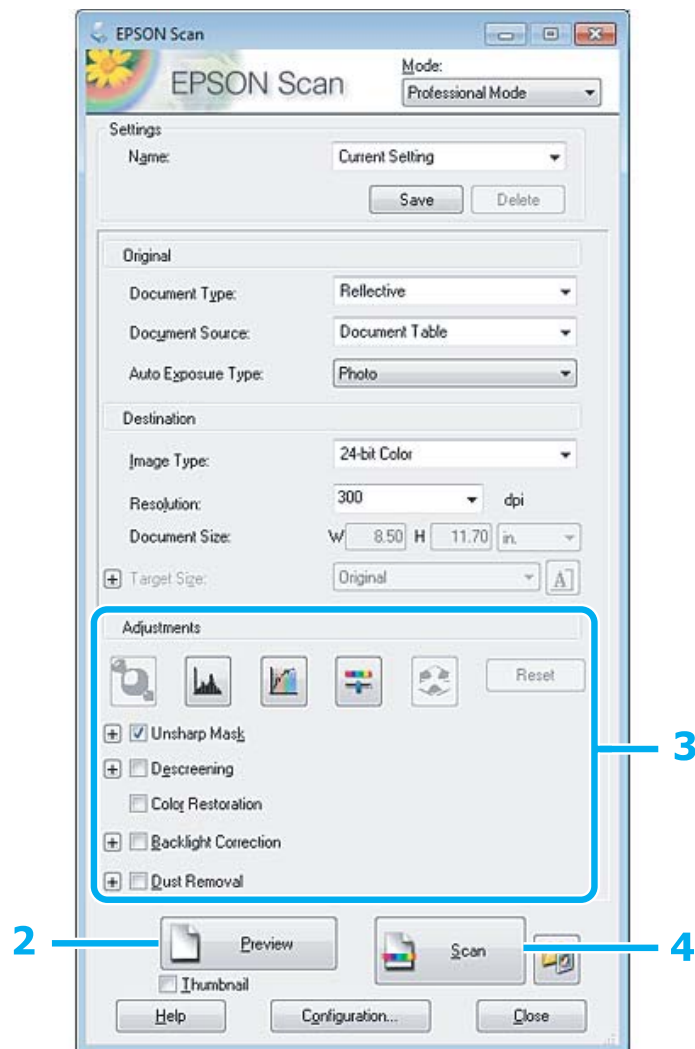 EPSON Scan
EPSON Scan
Mode:
Professional Mode
Settings
Name: Current Setting
Save Delete
Original
Document Type: Reflective
Document Source: Document Table
Auto Exposure Type: Photo
Destination
Image Type: 24-bit Color
Resolution: 300 dpi
Document Size: W 8.50 H 11.70 in.
Target Size: Original A
Adjustments
Reset
Unsharp Mask
3
Descreening
Color Restoration
Backlight Correction
Dust Removal
2 Preview Scan 4
Thumbnail
Help Configuration... Close